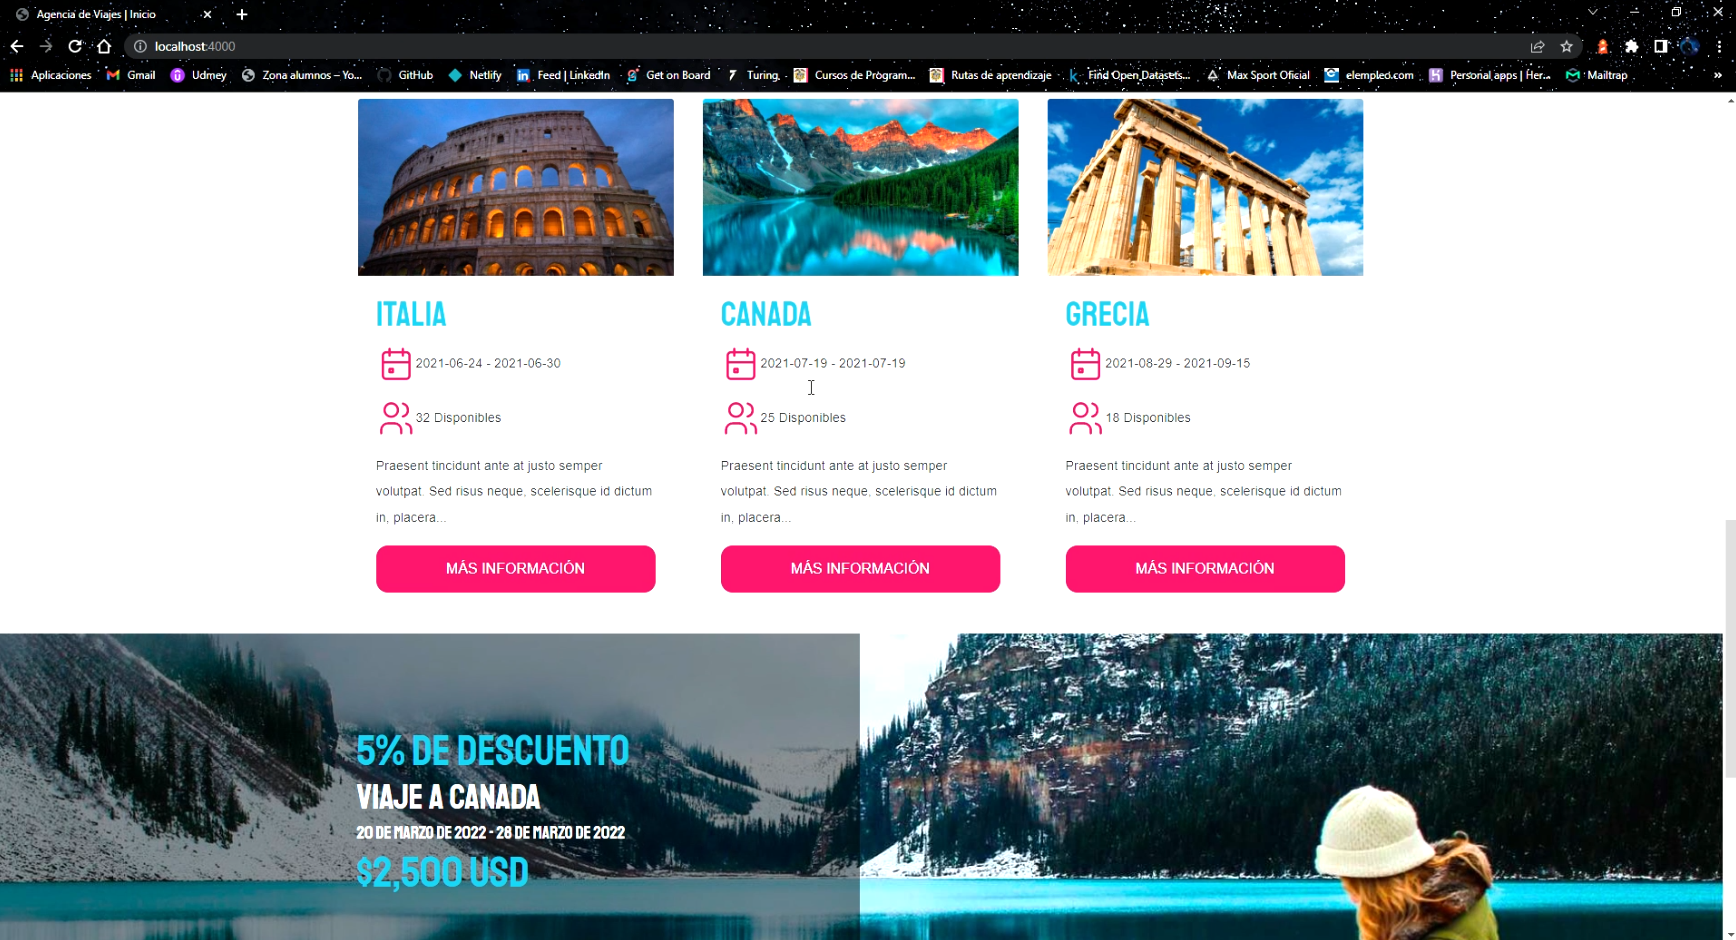 Agencia de Viajes | Inicio
localhost:4000
Aplicaciones
Gmail
Udmey
Zona alumnos – Yo...
GitHub
Netlify
Feed | LinkedIn
Get on Board
Turing.
Cursos de Program...
Rutas de aprendizaje
Find Open Datasets...
Max Sport Oficial
elempleo.com
Personal apps | Her...
Mailtrap
ITALIA
2021-06-24 - 2021-06-30
32 Disponibles
Praesent tincidunt ante at justo semper
volutpat. Sed risus neque, scelerisque id dictum
in, placera...
MÁS INFORMACIÓN
CANADA
2021-07-19 - 2021-07-19
25 Disponibles
Praesent tincidunt ante at justo semper
volutpat. Sed risus neque, scelerisque id dictum
in, placera...
MÁS INFORMACIÓN
GRECIA
2021-08-29 - 2021-09-15
18 Disponibles
Praesent tincidunt ante at justo semper
volutpat. Sed risus neque, scelerisque id dictum
in, placera...
MÁS INFORMACIÓN
5% DE DESCUENTO
VIAJE A CANADA
20 DE MARZO DE 2022 - 28 DE MARZO DE 2022
$2,500 USD